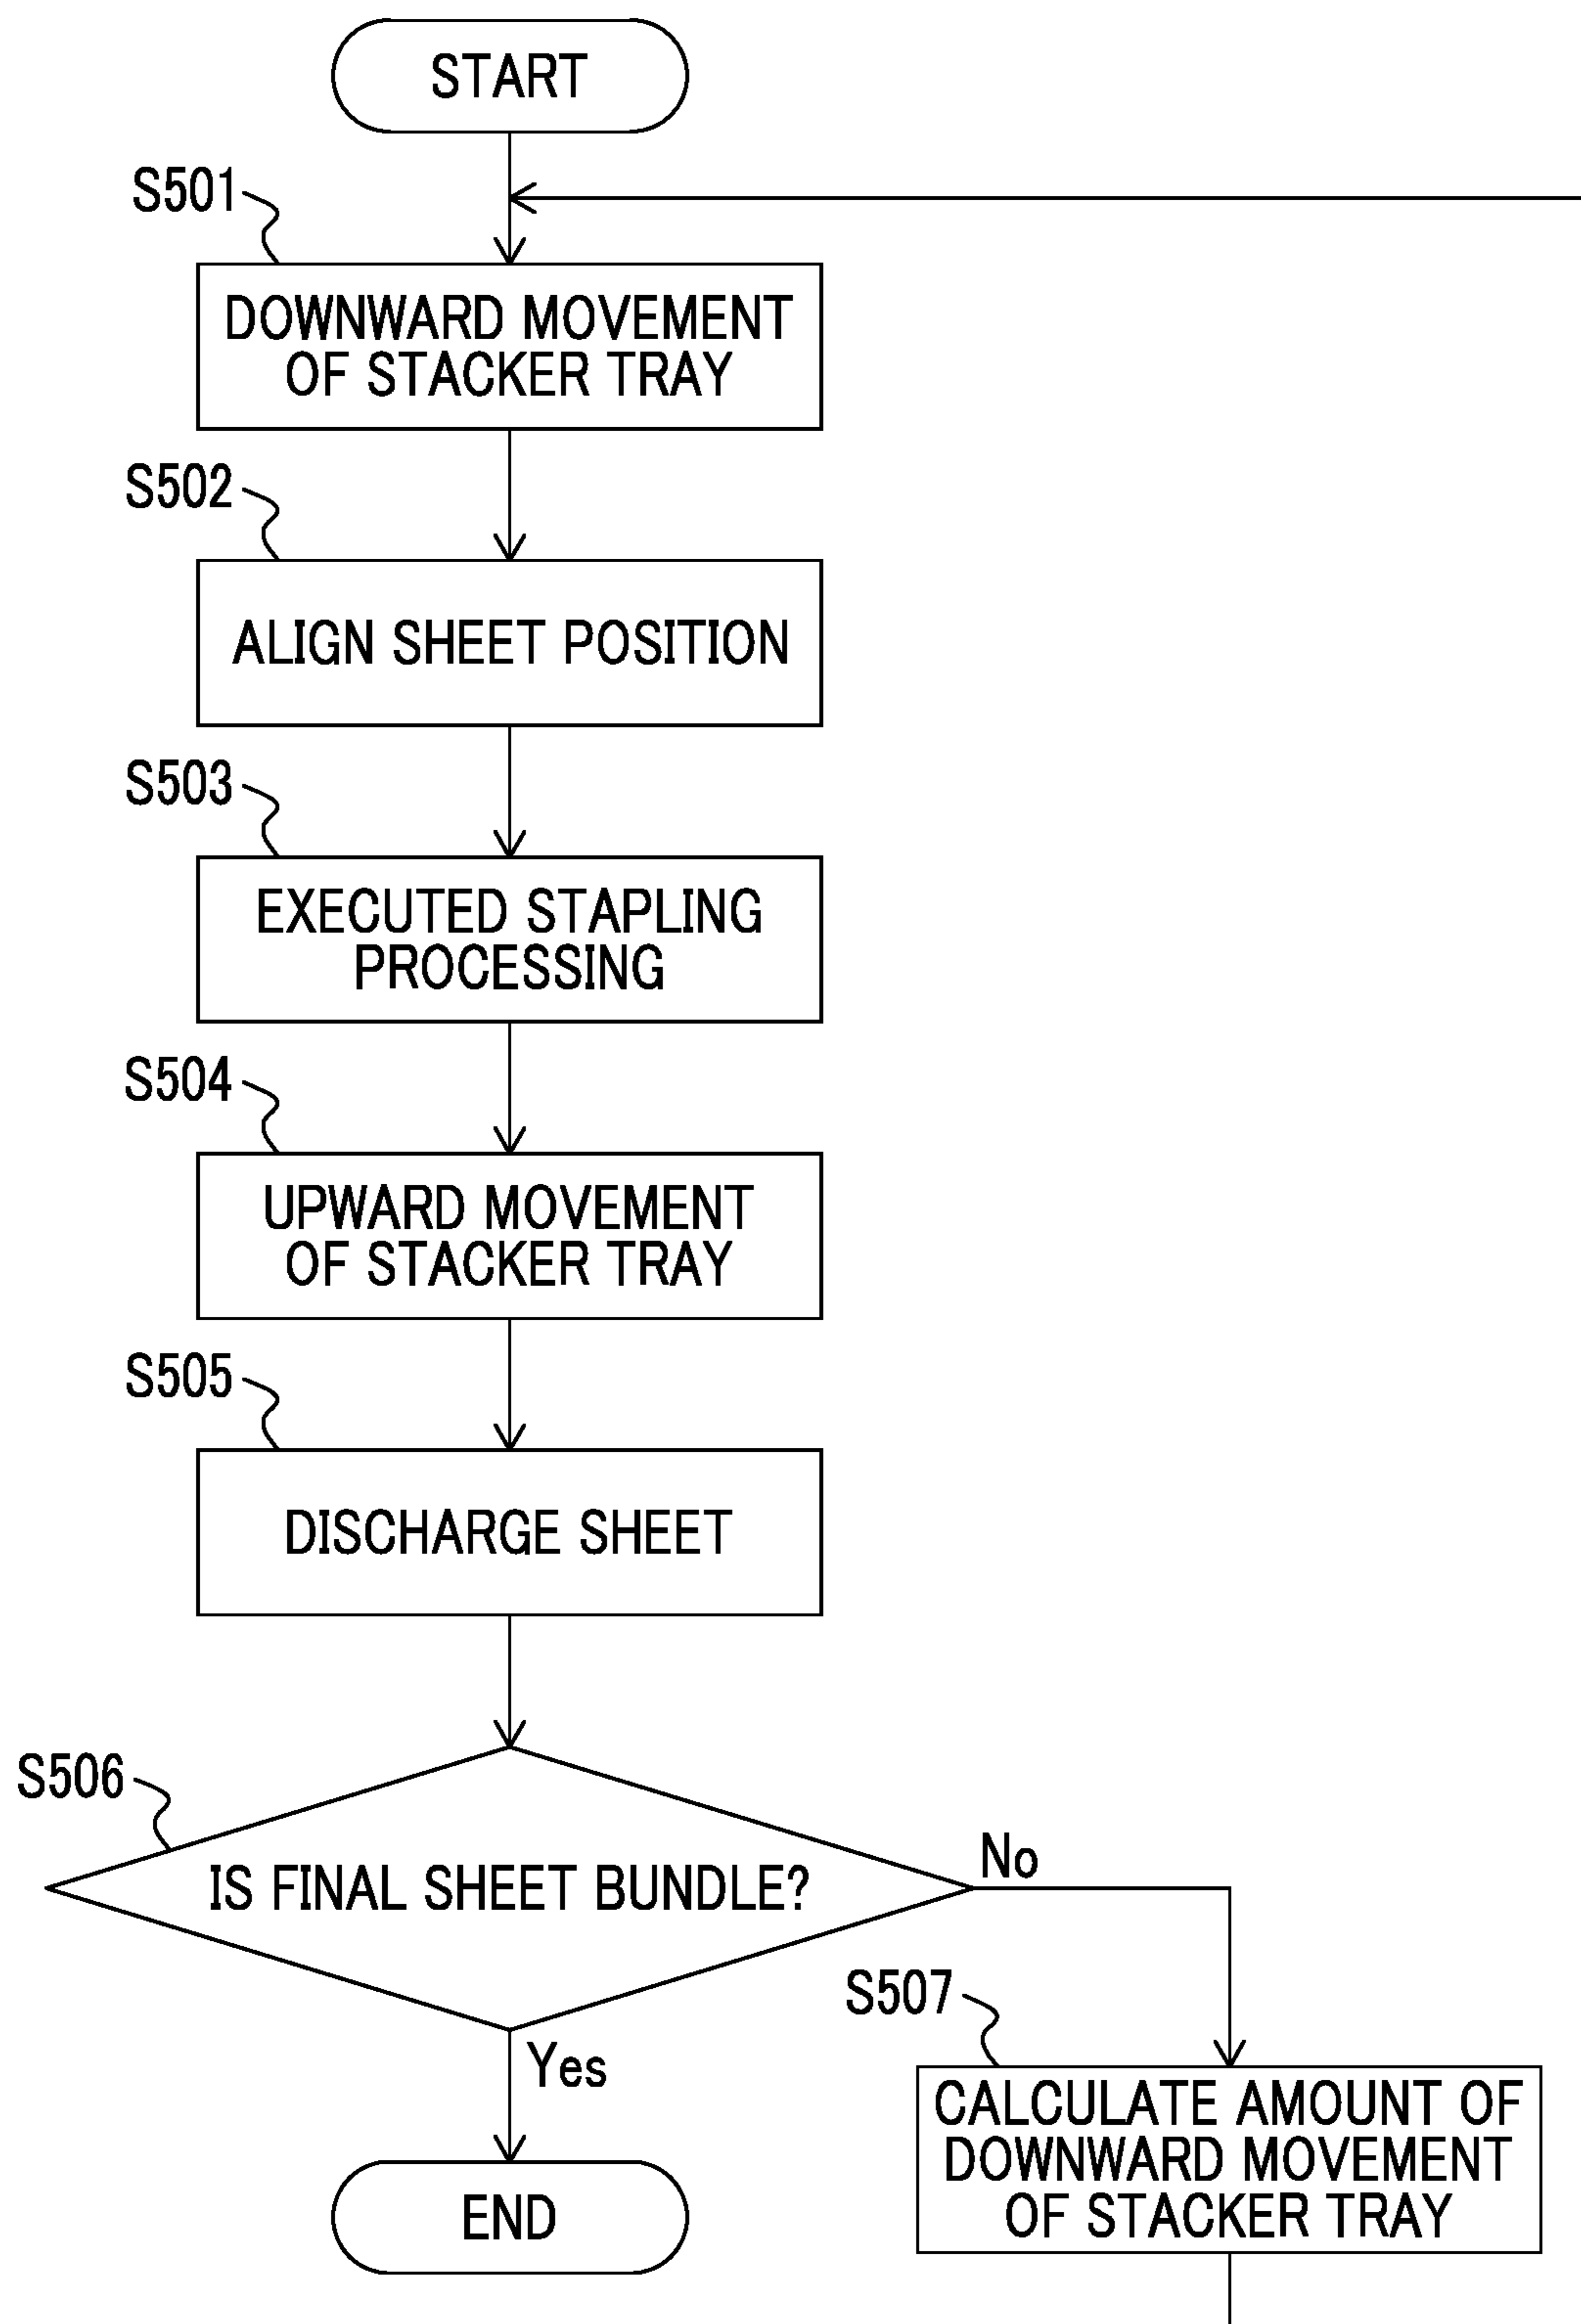 START
S501
DOWNWARD MOVEMENT
OF STACKER TRAY
S502
ALIGN SHEET POSITION
S503
EXECUTED STAPLING
PROCESSING
S504
UPWARD MOVEMENT
OF STACKER TRAY
S505
DISCHARGE SHEET
S506
IS FINAL SHEET BUNDLE?
No
Yes
S507
CALCULATE AMOUNT OF
DOWNWARD MOVEMENT
OF STACKER TRAY
END